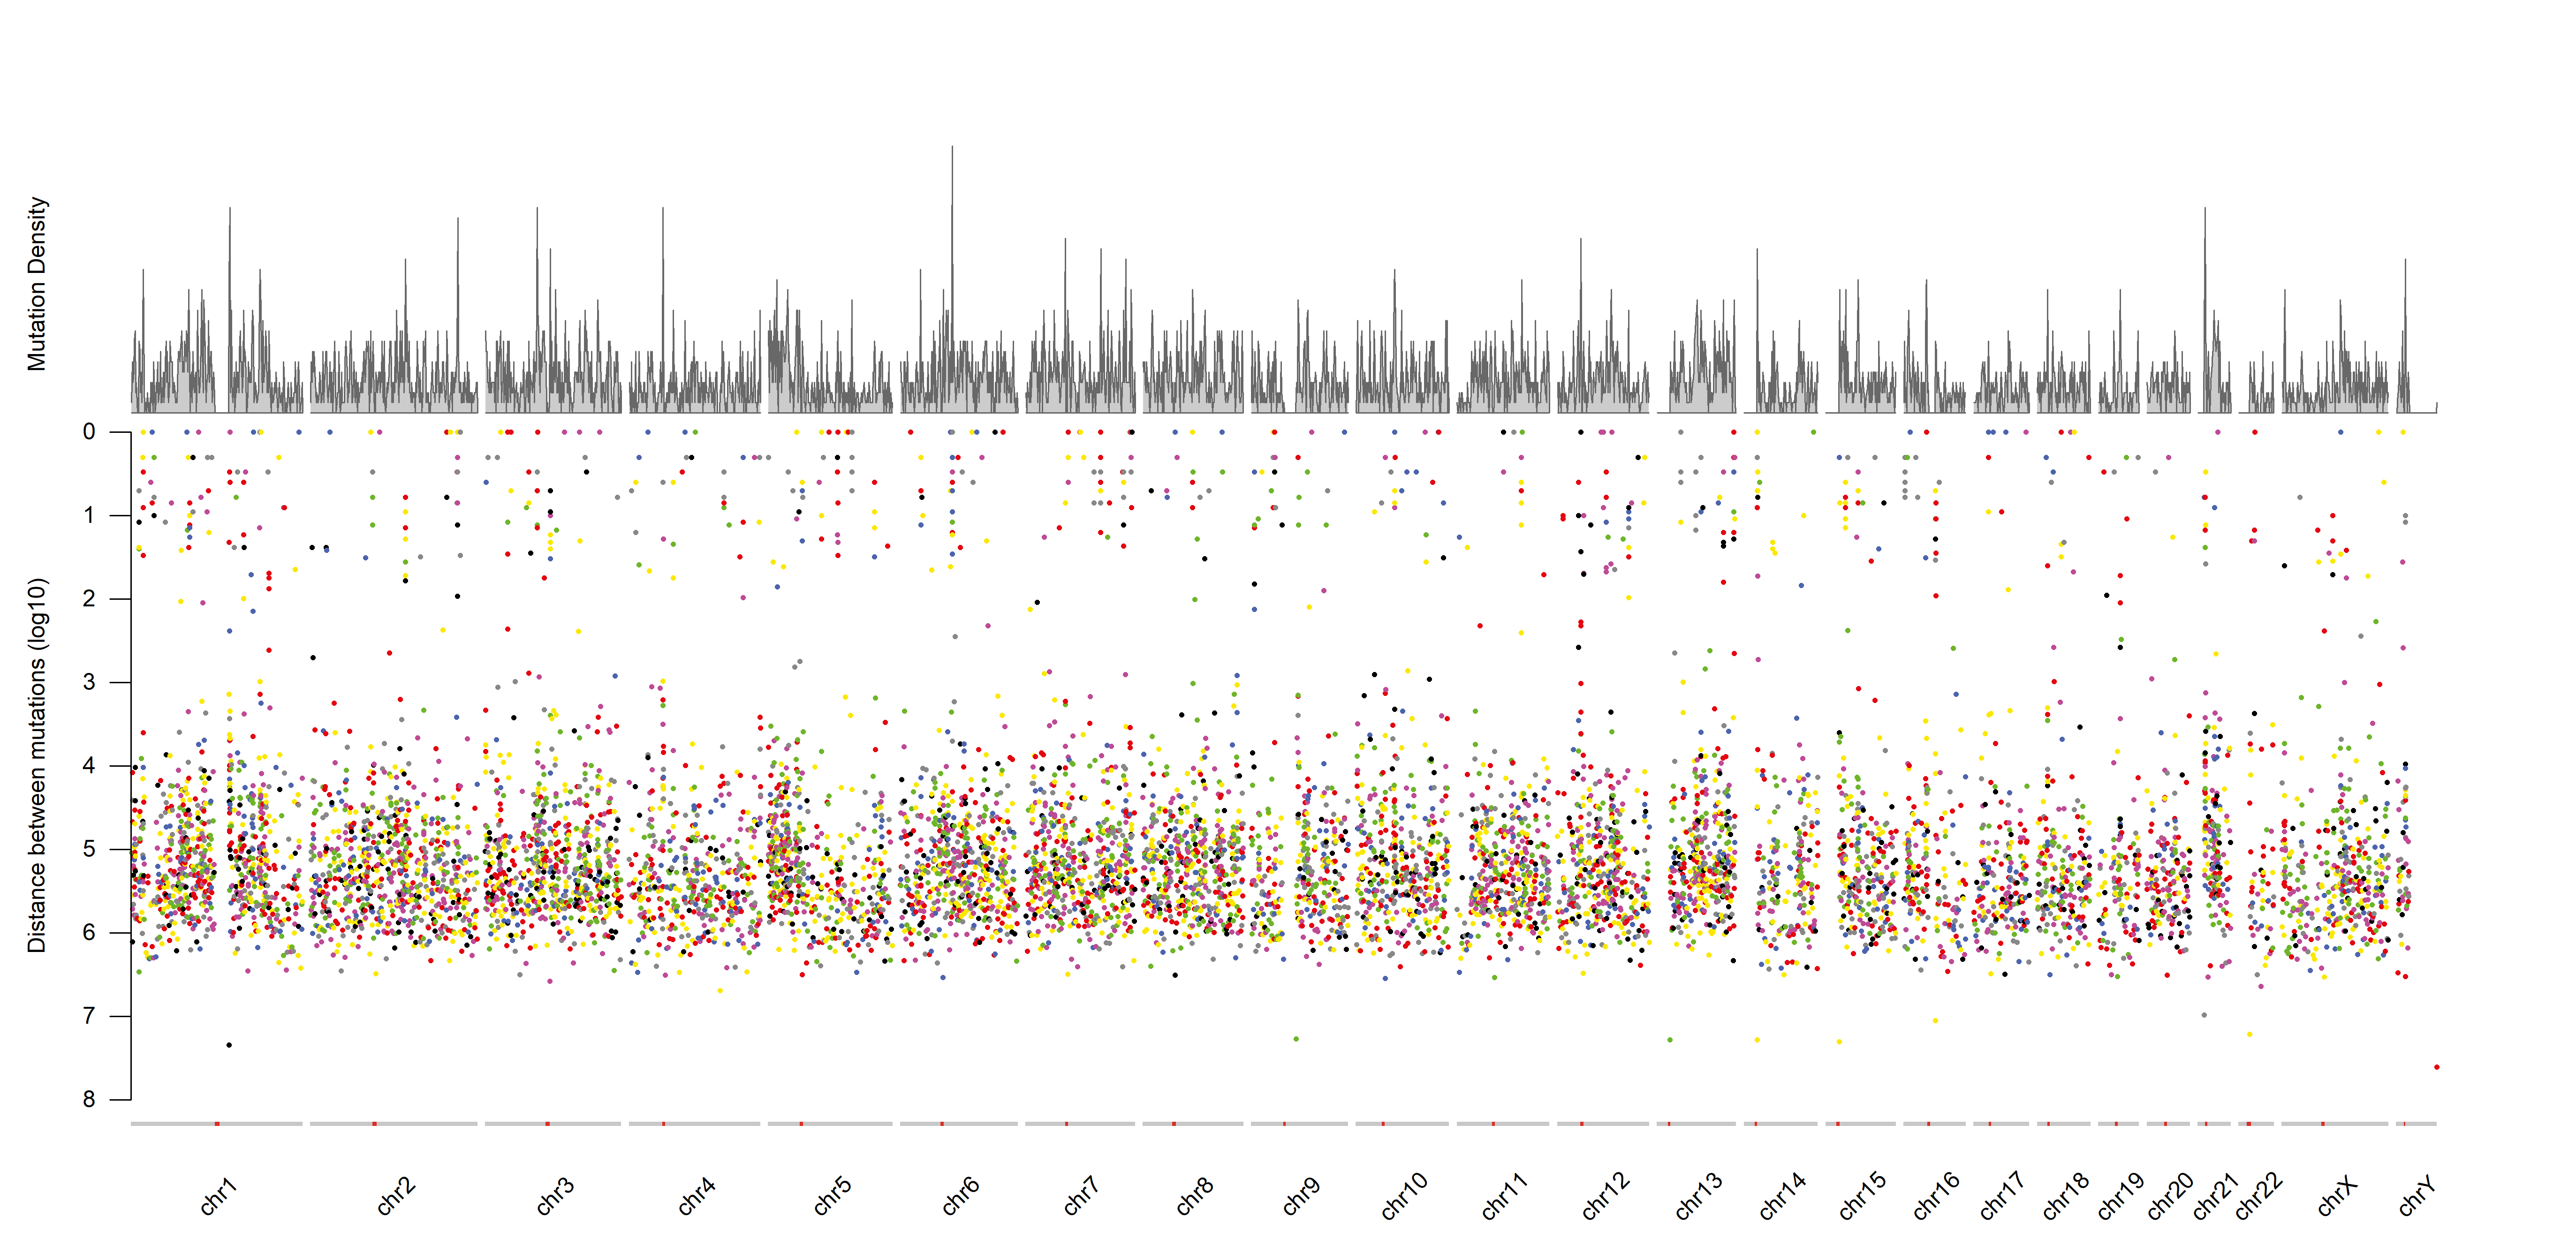 Mutation Density
Distance between mutations (log10)
0
1
2
3
4
5
6
7
8
chr1
chr2
chr3
chr4
chr5
chr6
chr7
chr8
chr9
chr10
chr11
chr12
chr13
chr14
chr15
chr16
chr17
chr18
chr19
chr20
chr21
chr22
chrX
chrY